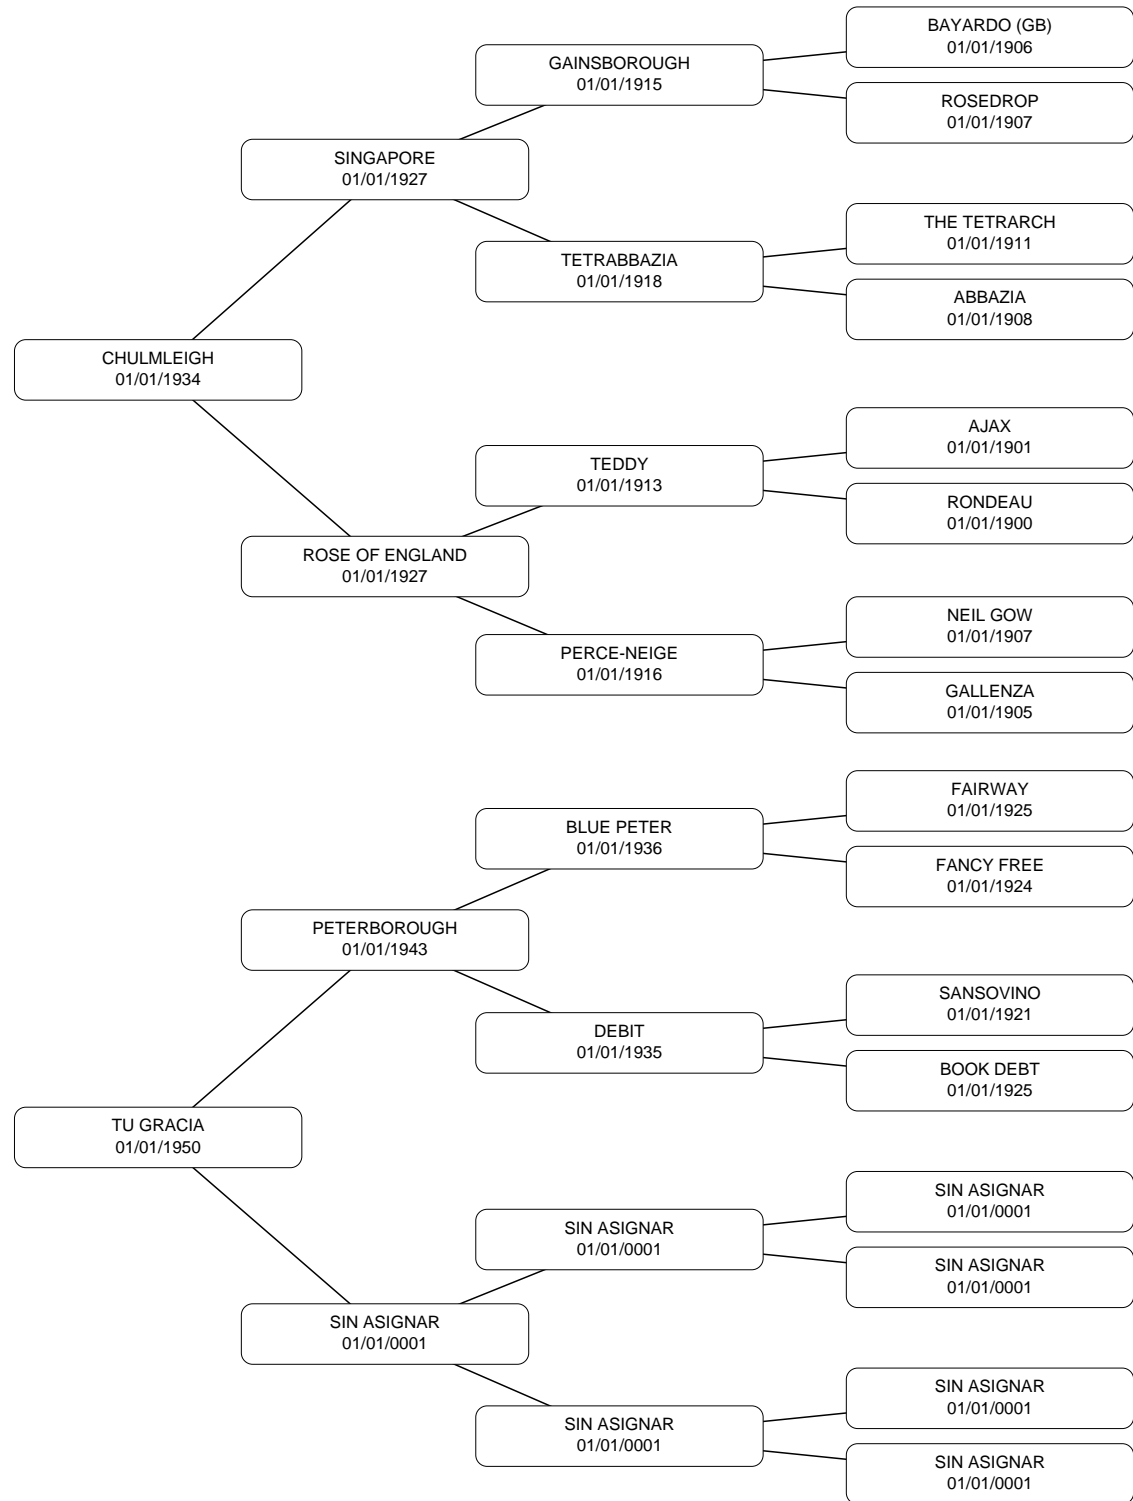 BAYARDO (GB)
01/01/1906
GAINSBOROUGH
01/01/1915
ROSEDROP
01/01/1907
SINGAPORE
01/01/1927
THE TETRARCH
01/01/1911
TETRABBAZIA
01/01/1918
ABBAZIA
01/01/1908
CHULMLEIGH
01/01/1934
AJAX
01/01/1901
TEDDY
01/01/1913
RONDEAU
01/01/1900
ROSE OF ENGLAND
01/01/1927
NEIL GOW
01/01/1907
PERCE-NEIGE
01/01/1916
GALLENZA
01/01/1905
FAIRWAY
01/01/1925
BLUE PETER
01/01/1936
FANCY FREE
01/01/1924
PETERBOROUGH
01/01/1943
SANSOVINO
01/01/1921
DEBIT
01/01/1935
BOOK DEBT
01/01/1925
TU GRACIA
01/01/1950
SIN ASIGNAR
01/01/0001
SIN ASIGNAR
01/01/0001
SIN ASIGNAR
01/01/0001
SIN ASIGNAR
01/01/0001
SIN ASIGNAR
01/01/0001
SIN ASIGNAR
01/01/0001
SIN ASIGNAR
01/01/0001